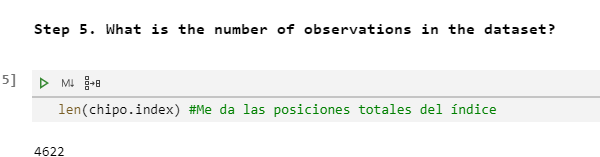 Step 5. What is the number of observations in the dataset?
5]
M↓
len(chipo.index) #Me da las posiciones totales del índice
4622